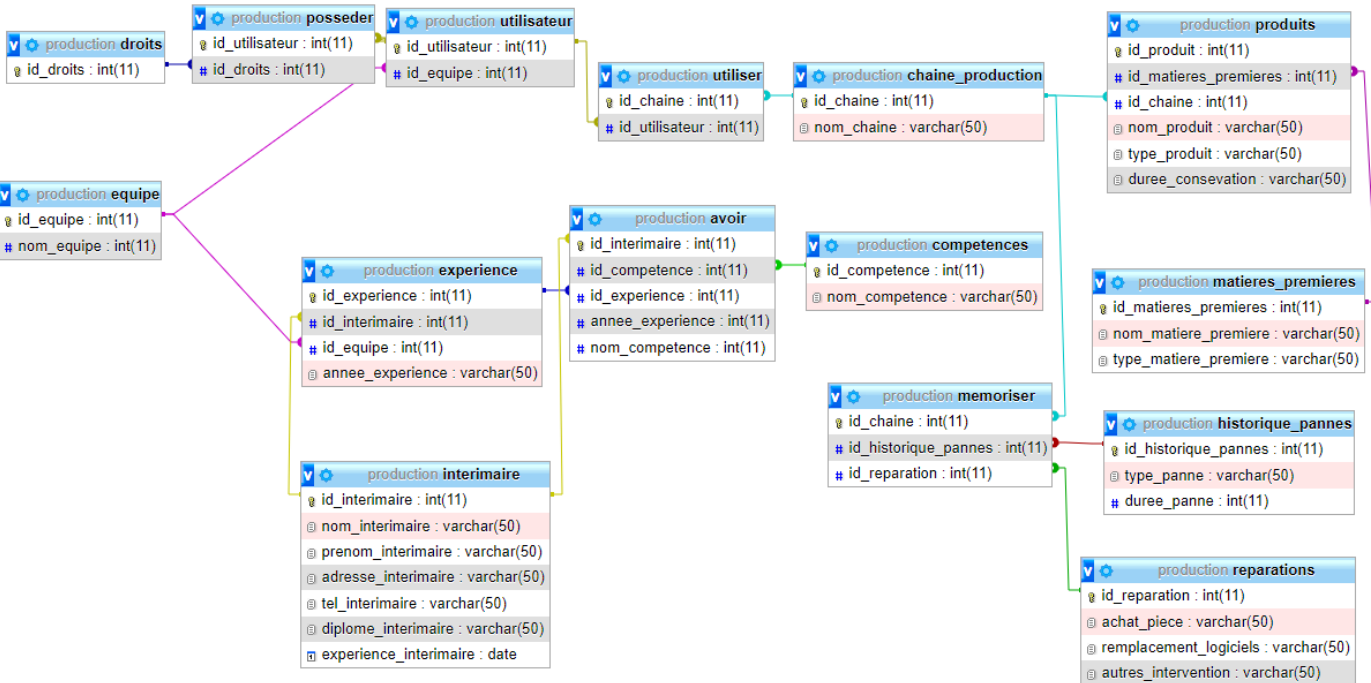 production droits
id_droits : int(11)
production posseder
id_utilisateur : int(11)
# id_droits : int(11)
production utilisateur
id_utilisateur : int(11)
# id_equipe : int(11)
production utiliser
id_chaine : int(11)
# id_utilisateur : int(11)
production chaine_production
id_chaine : int(11)
nom_chaine : varchar(50)
production produits
id_produit : int(11)
# id_matieres_premieres : int(11)
# id_chaine : int(11)
nom_produit : varchar(50)
type_produit : varchar(50)
duree_consevation : varchar(50)
production equipe
id_equipe : int(11)
# nom_equipe : int(11)
production experience
id_experience : int(11)
# id_interimaire : int(11)
# id_equipe : int(11)
annee_experience : varchar(50)
production avoir
id_interimaire : int(11)
# id_competence : int(11)
# id_experience : int(11)
# annee_experience : int(11)
# nom_competence : int(11)
production competences
id_competence : int(11)
nom_competence : varchar(50)
production matieres_premieres
id_matieres_premieres : int(11)
nom_matiere_premiere : varchar(50)
type_matiere_premiere : varchar(50)
production memoriser
id_chaine : int(11)
# id_historique_pannes : int(11)
# id_reparation : int(11)
production historique_pannes
id_historique_pannes : int(11)
type_panne : varchar(50)
# duree_panne : int(11)
production interimaire
id_interimaire : int(11)
nom_interimaire : varchar(50)
prenom_interimaire : varchar(50)
adresse_interimaire : varchar(50)
tel_interimaire : varchar(50)
diplome_interimaire : varchar(50)
experience_interimaire : date
production reparations
id_reparation : int(11)
achat_piece : varchar(50)
remplacement_logiciels : varchar(50)
autres_intervention : varchar(50)